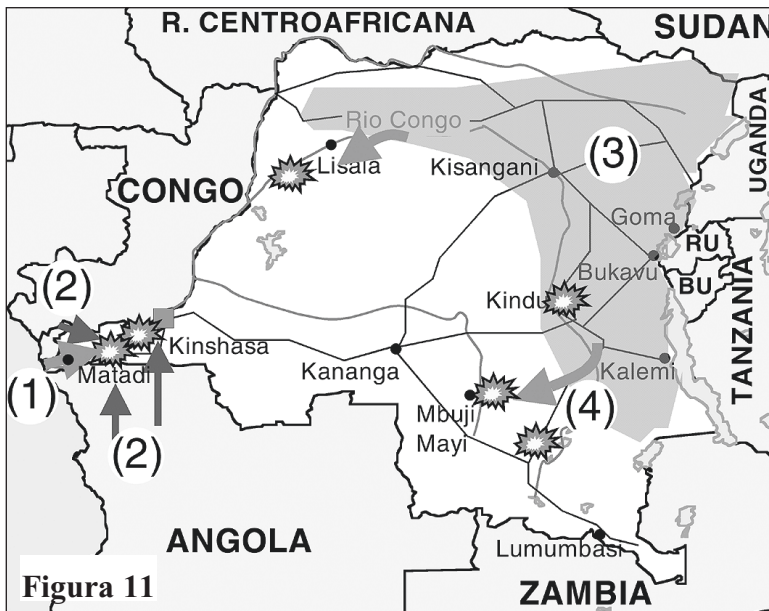 R. CENTROAFRICANA
SUDAN
UGANDA
Rio Congo
Lisala
CONGO
Kisangani
(3)
Goma
RU
Bukavu
BU
TANZANIA
(2)
Kindu
Kinshasa
Matadi
(1)
Kananga
Kalemi
(4)
Mbuji
Mayi
(2)
ANGOLA
Lumumbasi
Figura 11
ZAMBIA